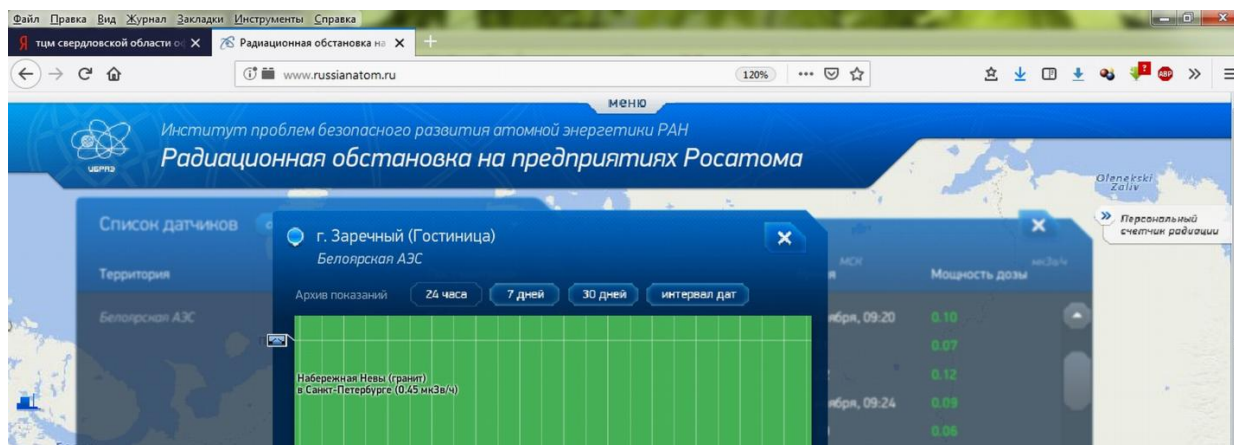 Файл Правка Вид Журнал Закладки Инструменты Справка
тцм свердловской области
Радиационная обстановка на
www.russianatom.ru
120%
ABP
меню
Институт проблем безопасного развития атомной энергетики РАН
Радиационная обстановка на предприятиях Росатома
ИБРАЭ
Olenekski
Zaliv
Персональный
счетчик радиации
Список датчиков
г. Заречный (Гостиница)
Белоярская АЭС
МСК
мкЗв/ч
Территория
Мощность дозы
Архив показаний 24 часа 7 дней 30 дней интервал дат
Белоярская АЭС
09:20 0.10
0.07
Набережная Невы (гранит)
в Санкт-Петербурге (0.45 мкЗв/ч)
0.12
09:24 0.09
0.06